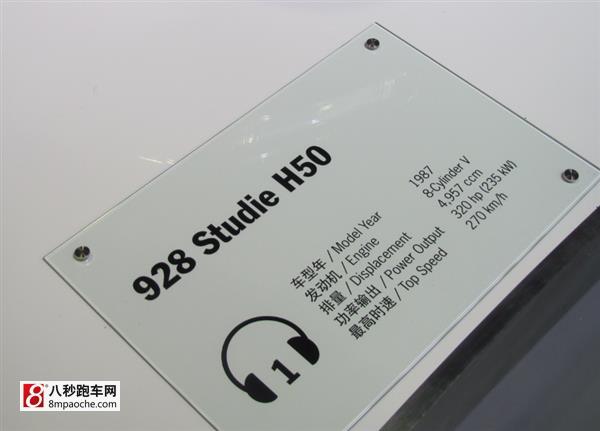 928 Studie H50
车型年 / Model Year 1987
发动机 / Engine 8-Cylinder V
排量 / Displacement 4,957 ccm
功率输出 / Power Output 320 hp (235 kW)
最高时速 / Top Speed 270 km/h
1
8 八秒跑车网
8mpaoche.com